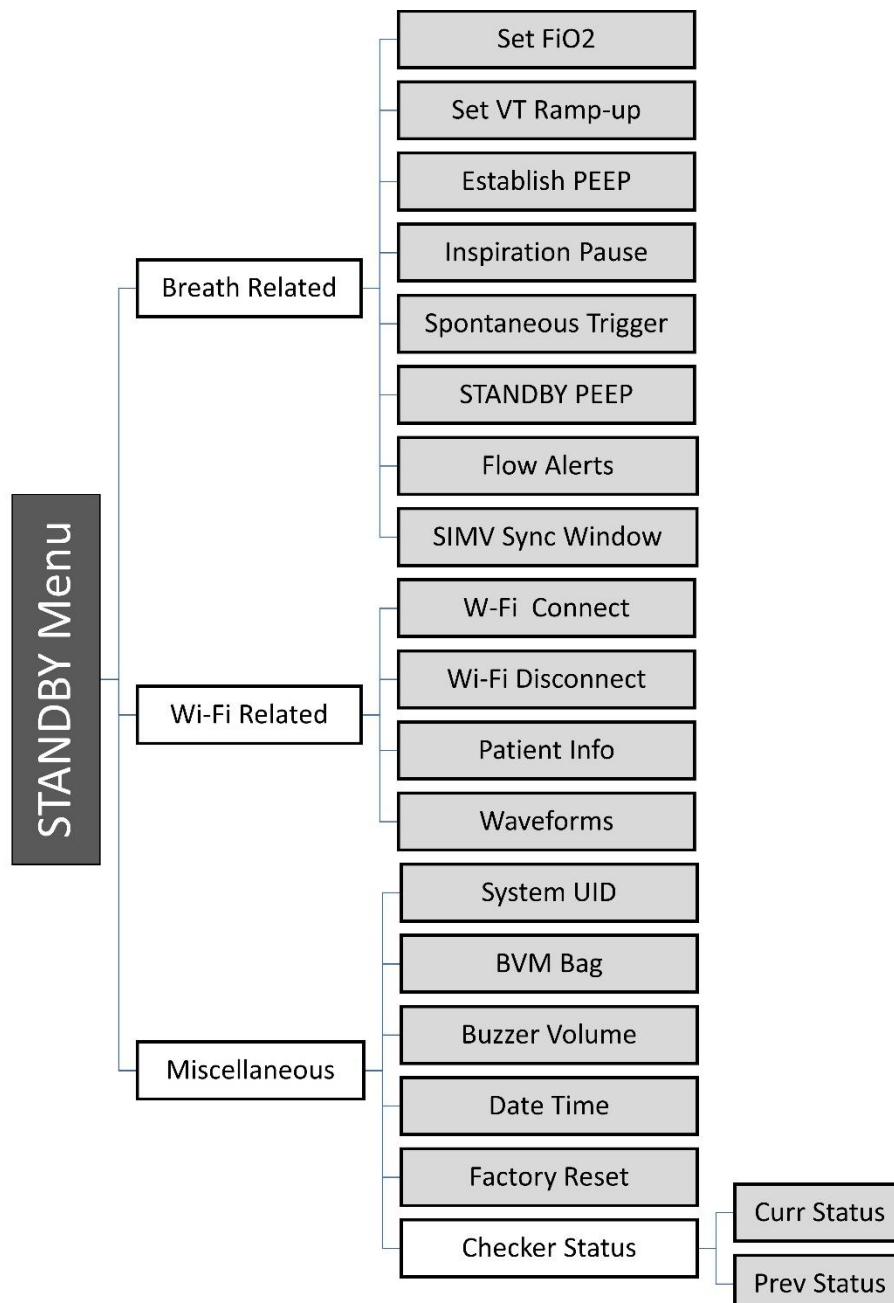 STANDBY Menu
Breath Related
Set FiO2
Set VT Ramp-up
Establish PEEP
Inspiration Pause
Spontaneous Trigger
STANDBY PEEP
Flow Alerts
SIMV Sync Window
Wi-Fi Related
W-Fi  Connect
Wi-Fi Disconnect
Patient Info
Waveforms
Miscellaneous
System UID
BVM Bag
Buzzer Volume
Date Time
Factory Reset
Checker Status
Curr Status
Prev Status